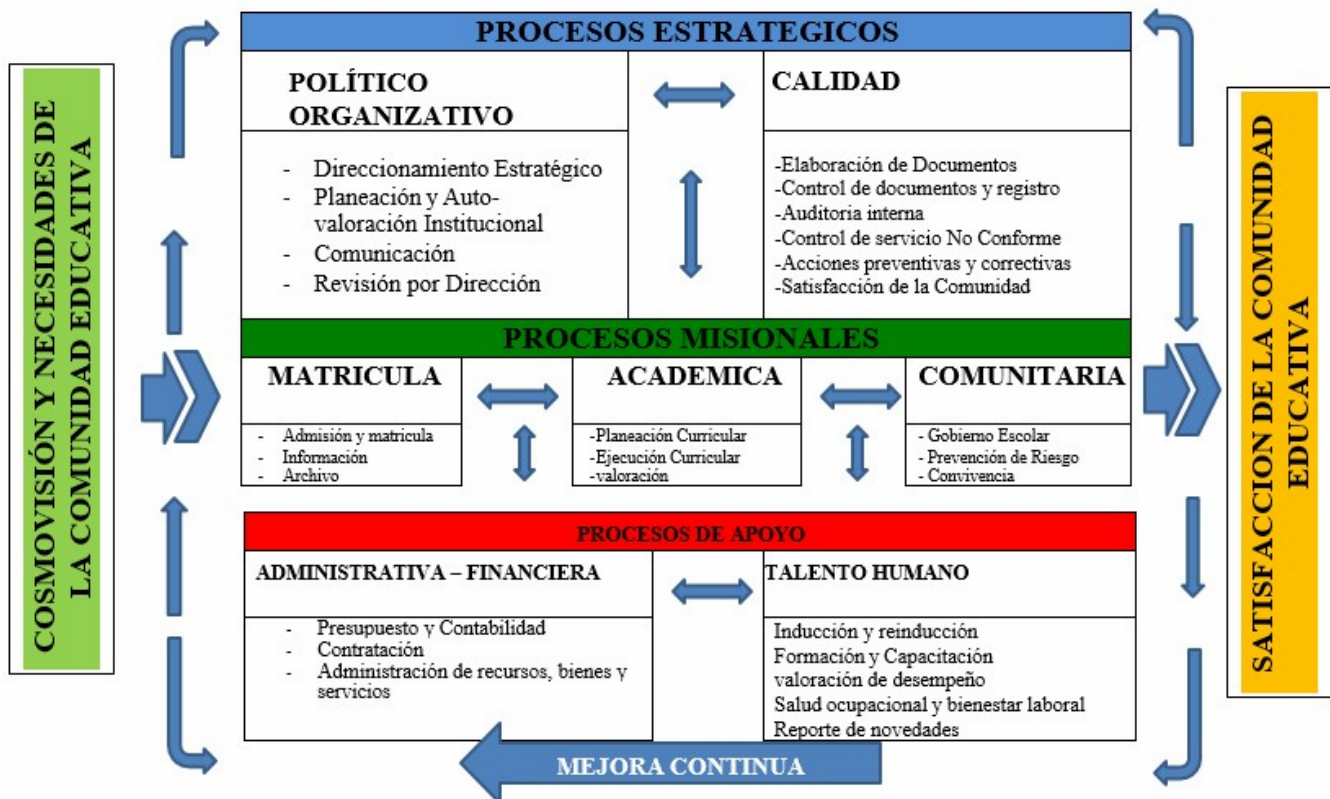 COSMOVISIÓN Y NECESIDADES DE
LA COMUNIDAD EDUCATIVA
PROCESOS ESTRATEGICOS
POLÍTICO
ORGANIZATIVO
- Direccionamiento Estratégico
- Planeación y Auto-
valoración Institucional
- Comunicación
- Revisión por Dirección
CALIDAD
-Elaboración de Documentos
-Control de documentos y registro
-Auditoria interna
-Control de servicio No Conforme
-Acciones preventivas y correctivas
-Satisfacción de la Comunidad
PROCESOS MISIONALES
MATRICULA
- Admisión y matricula
- Información
- Archivo
ACADEMICA
-Planeación Curricular
-Ejecución Curricular
-valoración
COMUNITARIA
- Gobierno Escolar
- Prevención de Riesgo
- Convivencia
PROCESOS DE APOYO
ADMINISTRATIVA – FINANCIERA
- Presupuesto y Contabilidad
- Contratación
- Administración de recursos, bienes y
servicios
TALENTO HUMANO
Inducción y reinducción
Formación y Capacitación
valoración de desempeño
Salud ocupacional y bienestar laboral
Reporte de novedades
MEJORA CONTINUA
SATISFACCION DE LA COMUNIDAD
EDUCATIVA